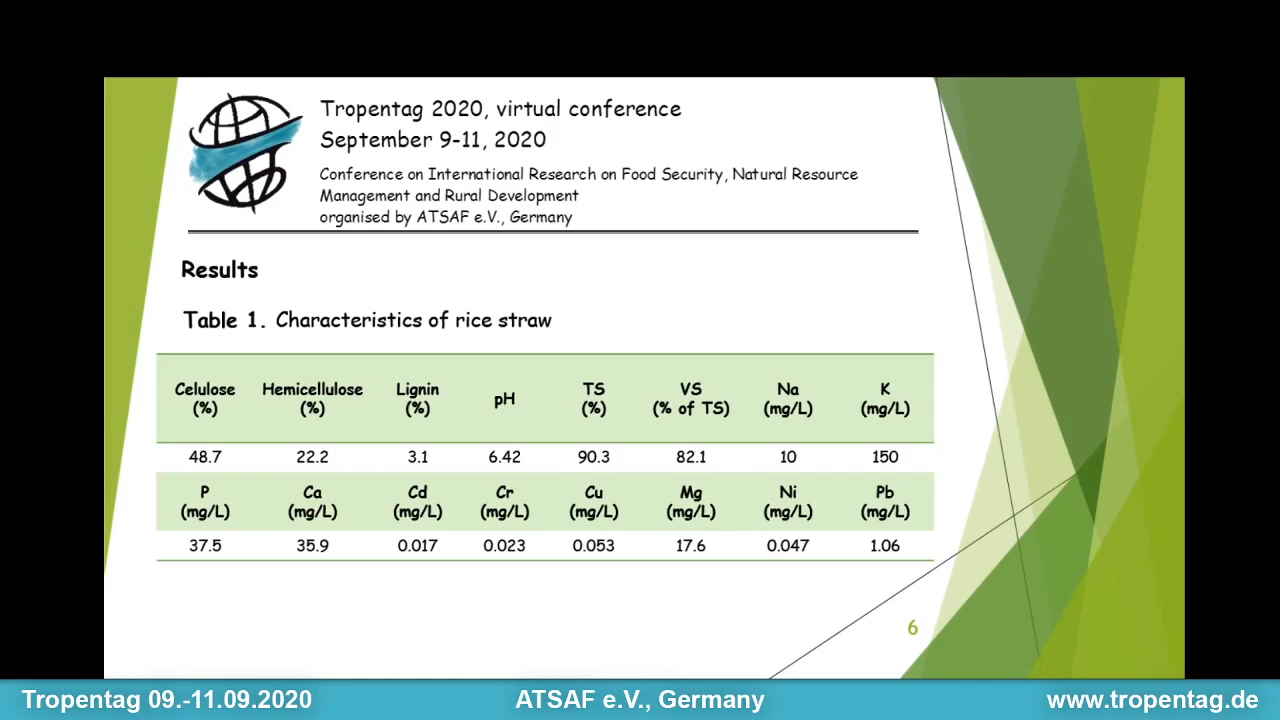 Tropentag 2020, virtual conference
September 9-11, 2020
Conference on International Research on Food Security, Natural Resource
Management and Rural Development
organised by ATSAF e.V., Germany
Results
Table 1. Characteristics of rice straw
Celulose (%) Hemicellulose (%) Lignin (%) pH TS (%) VS (% of TS) Na (mg/L) K (mg/L)
48.7 22.2 3.1 6.42 90.3 82.1 10 150
P (mg/L) Ca (mg/L) Cd (mg/L) Cr (mg/L) Cu (mg/L) Mg (mg/L) Ni (mg/L) Pb (mg/L)
37.5 35.9 0.017 0.023 0.053 17.6 0.047 1.06
6
Tropentag 09.-11.09.2020 ATSAF e.V., Germany www.tropentag.de